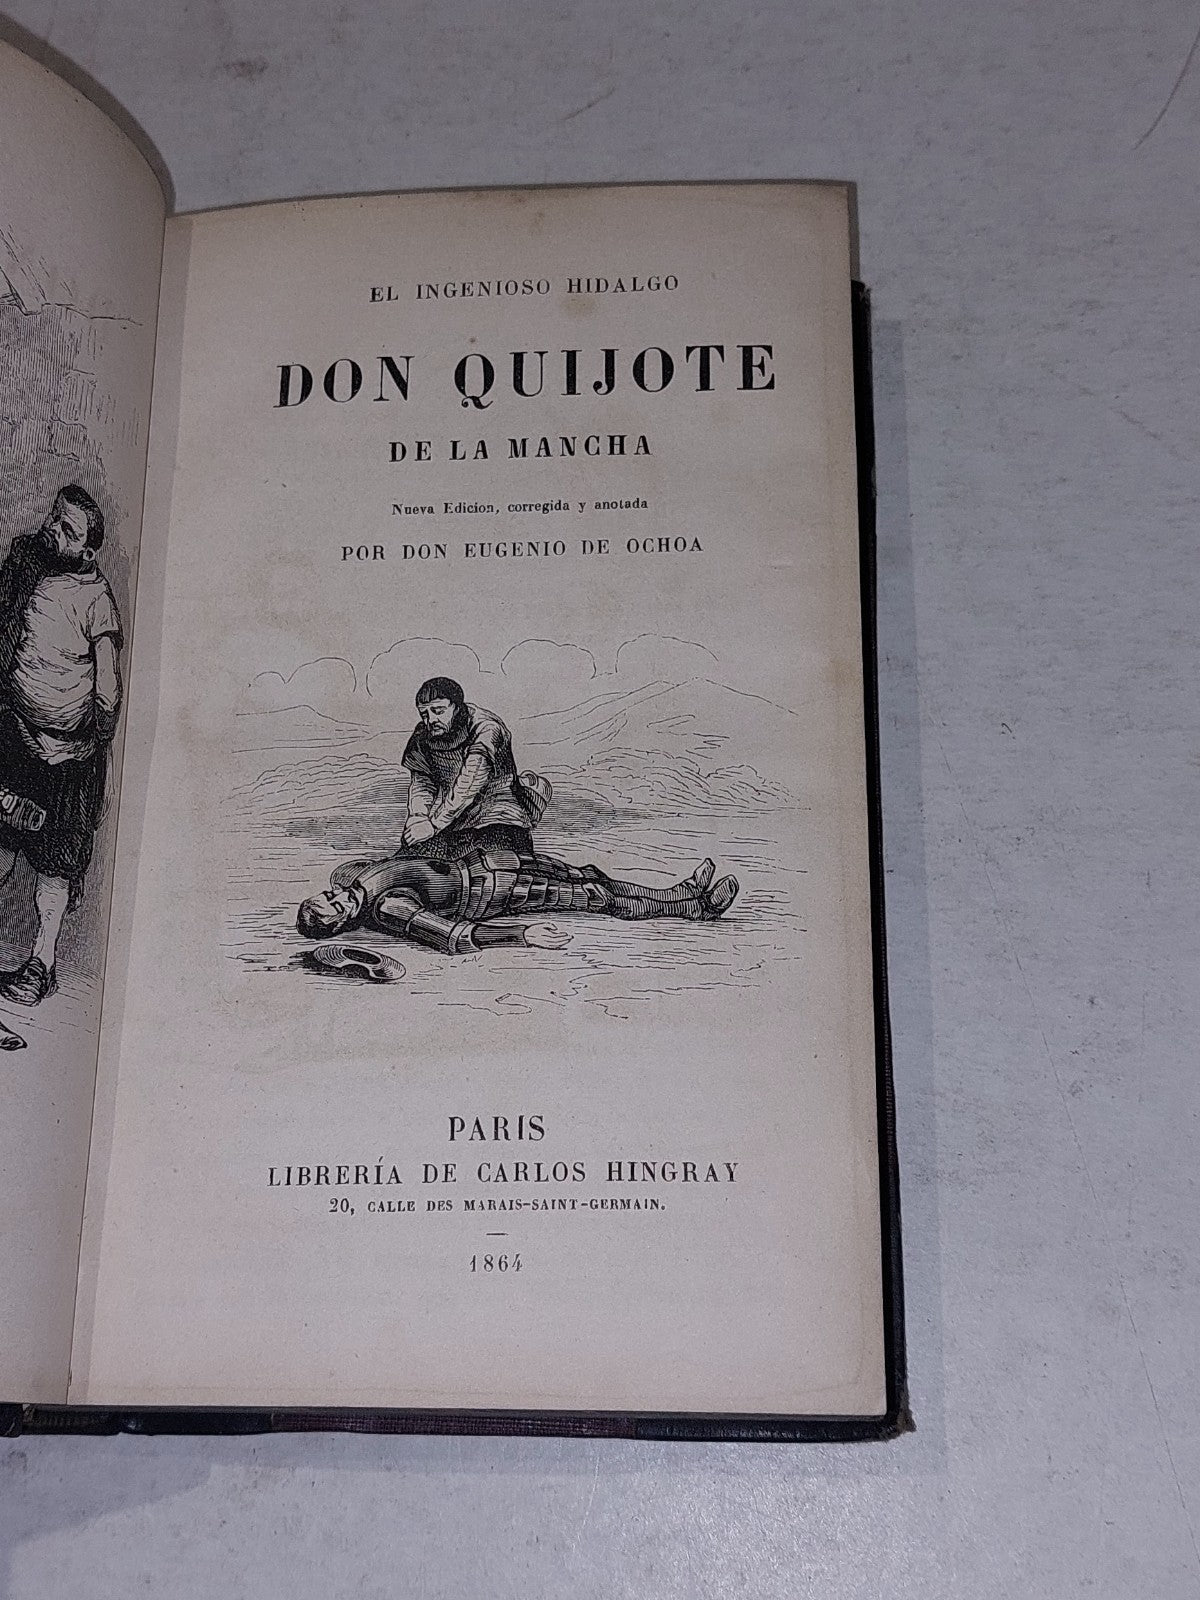 EL INGENIOSO HIDALGO
DON QUIJOTE
DE LA MANCHA
Nueva Edicion, corregida y anotada
POR DON EUGENIO DE OCHOA
PARIS
LIBRERÍA DE CARLOS HINGRAY
20, CALLE DES MARAIS-SAINT-GERMAIN.
1864